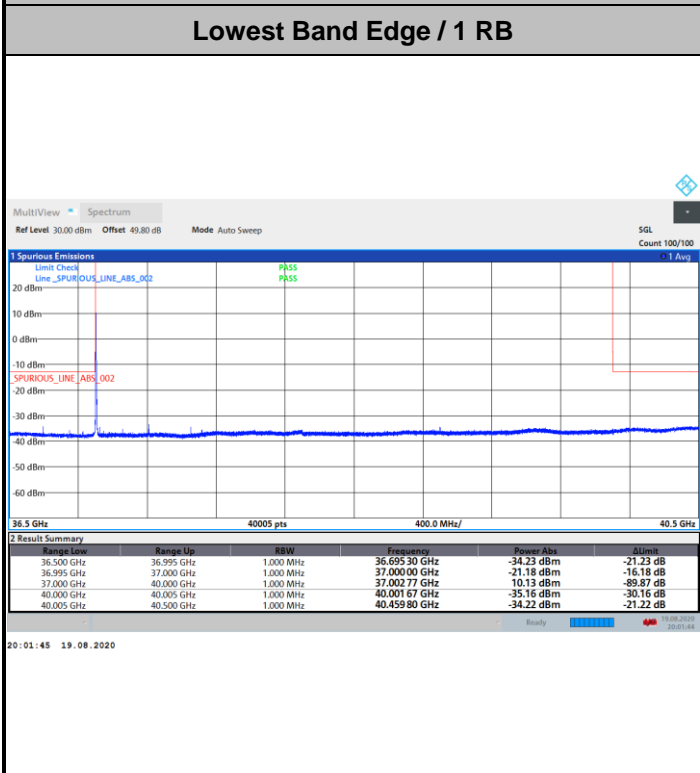 Lowest Band Edge / 1 RB
MultiView Spectrum
Ref Level 30.00 dBm Offset 49.80 dB Mode Auto Sweep SGL
Count 100/100
1 Spurious Emissions 1 Avg
Limit Check PASS
Line _SPURIOUS_LINE_ABS_002 PASS
20 dBm
10 dBm
0 dBm
-10 dBm
_SPURIOUS_LINE_ABS_002
-20 dBm
-30 dBm
-40 dBm
-50 dBm
-60 dBm
36.5 GHz 40005 pts 400.0 MHz/ 40.5 GHz
2 Result Summary
Range Low Range Up RBW Frequency Power Abs ΔLimit
36.500 GHz 36.995 GHz 1.000 MHz 36.695 30 GHz -34.23 dBm -21.23 dB
36.995 GHz 37.000 GHz 1.000 MHz 37.000 00 GHz -21.18 dBm -16.18 dB
37.000 GHz 40.000 GHz 1.000 MHz 37.002 77 GHz 10.13 dBm -89.87 dB
40.000 GHz 40.005 GHz 1.000 MHz 40.001 67 GHz -35.16 dBm -30.16 dB
40.005 GHz 40.500 GHz 1.000 MHz 40.459 80 GHz -34.22 dBm -21.22 dB
Ready 19.08.2020
20:01:44
20:01:45 19.08.2020